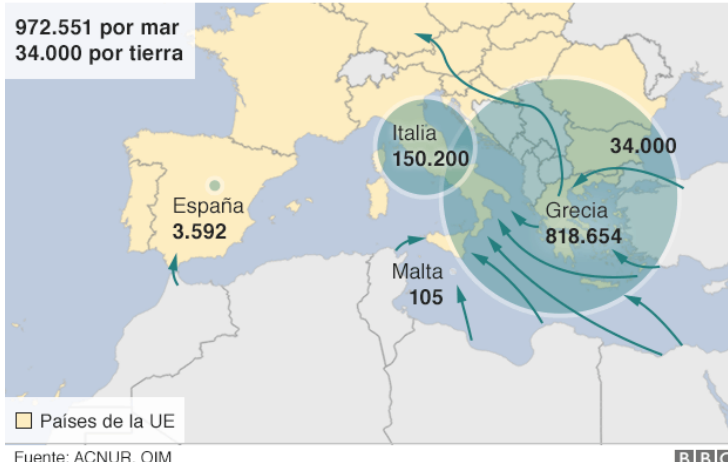 972.551 por mar
34.000 por tierra
Italia
150.200
34.000
España
3.592
Grecia
818.654
Malta
105
Países de la UE
Fuente: ACNUR, OIM
BBC